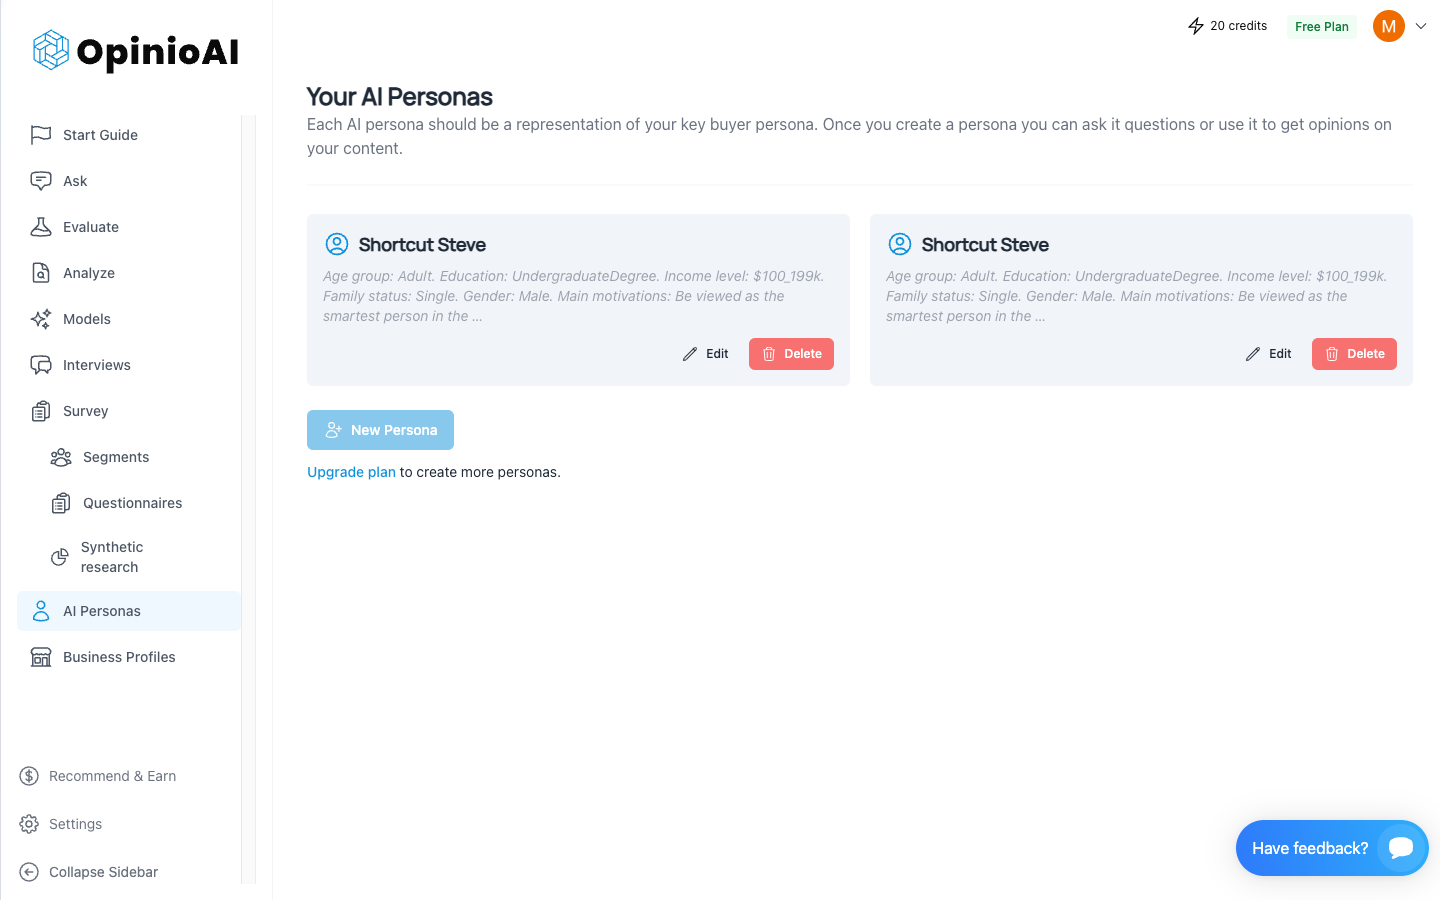 OpinioAI
20 credits
Free Plan
M
Start Guide
Ask
Evaluate
Analyze
Models
Interviews
Survey
Segments
Questionnaires
Synthetic
research
AI Personas
Business Profiles
Recommend & Earn
Settings
Collapse Sidebar
Your AI Personas
Each AI persona should be a representation of your key buyer persona. Once you create a persona you can ask it questions or use it to get opinions on
your content.
Shortcut Steve
Age group: Adult. Education: UndergraduateDegree. Income level: $100_199k.
Family status: Single. Gender: Male. Main motivations: Be viewed as the
smartest person in the ...
Edit
Delete
Shortcut Steve
Age group: Adult. Education: UndergraduateDegree. Income level: $100_199k.
Family status: Single. Gender: Male. Main motivations: Be viewed as the
smartest person in the ...
Edit
Delete
New Persona
Upgrade plan to create more personas.
Have feedback?